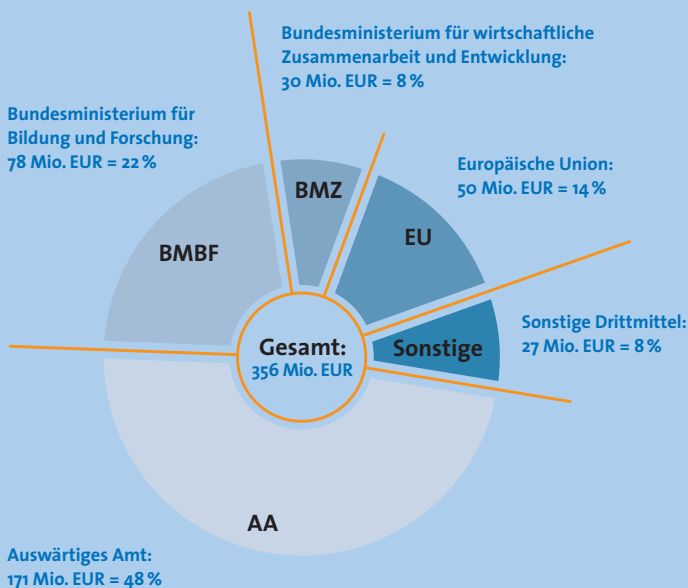 Bundesministerium für wirtschaftliche
Zusammenarbeit und Entwicklung:
30 Mio. EUR = 8 %
Bundesministerium für
Bildung und Forschung:
78 Mio. EUR = 22 %
Europäische Union:
50 Mio. EUR = 14 %
BMZ
EU
BMBF
Sonstige Drittmittel:
27 Mio. EUR = 8 %
Gesamt:
356 Mio. EUR
Sonstige
AA
Auswärtiges Amt:
171 Mio. EUR = 48 %